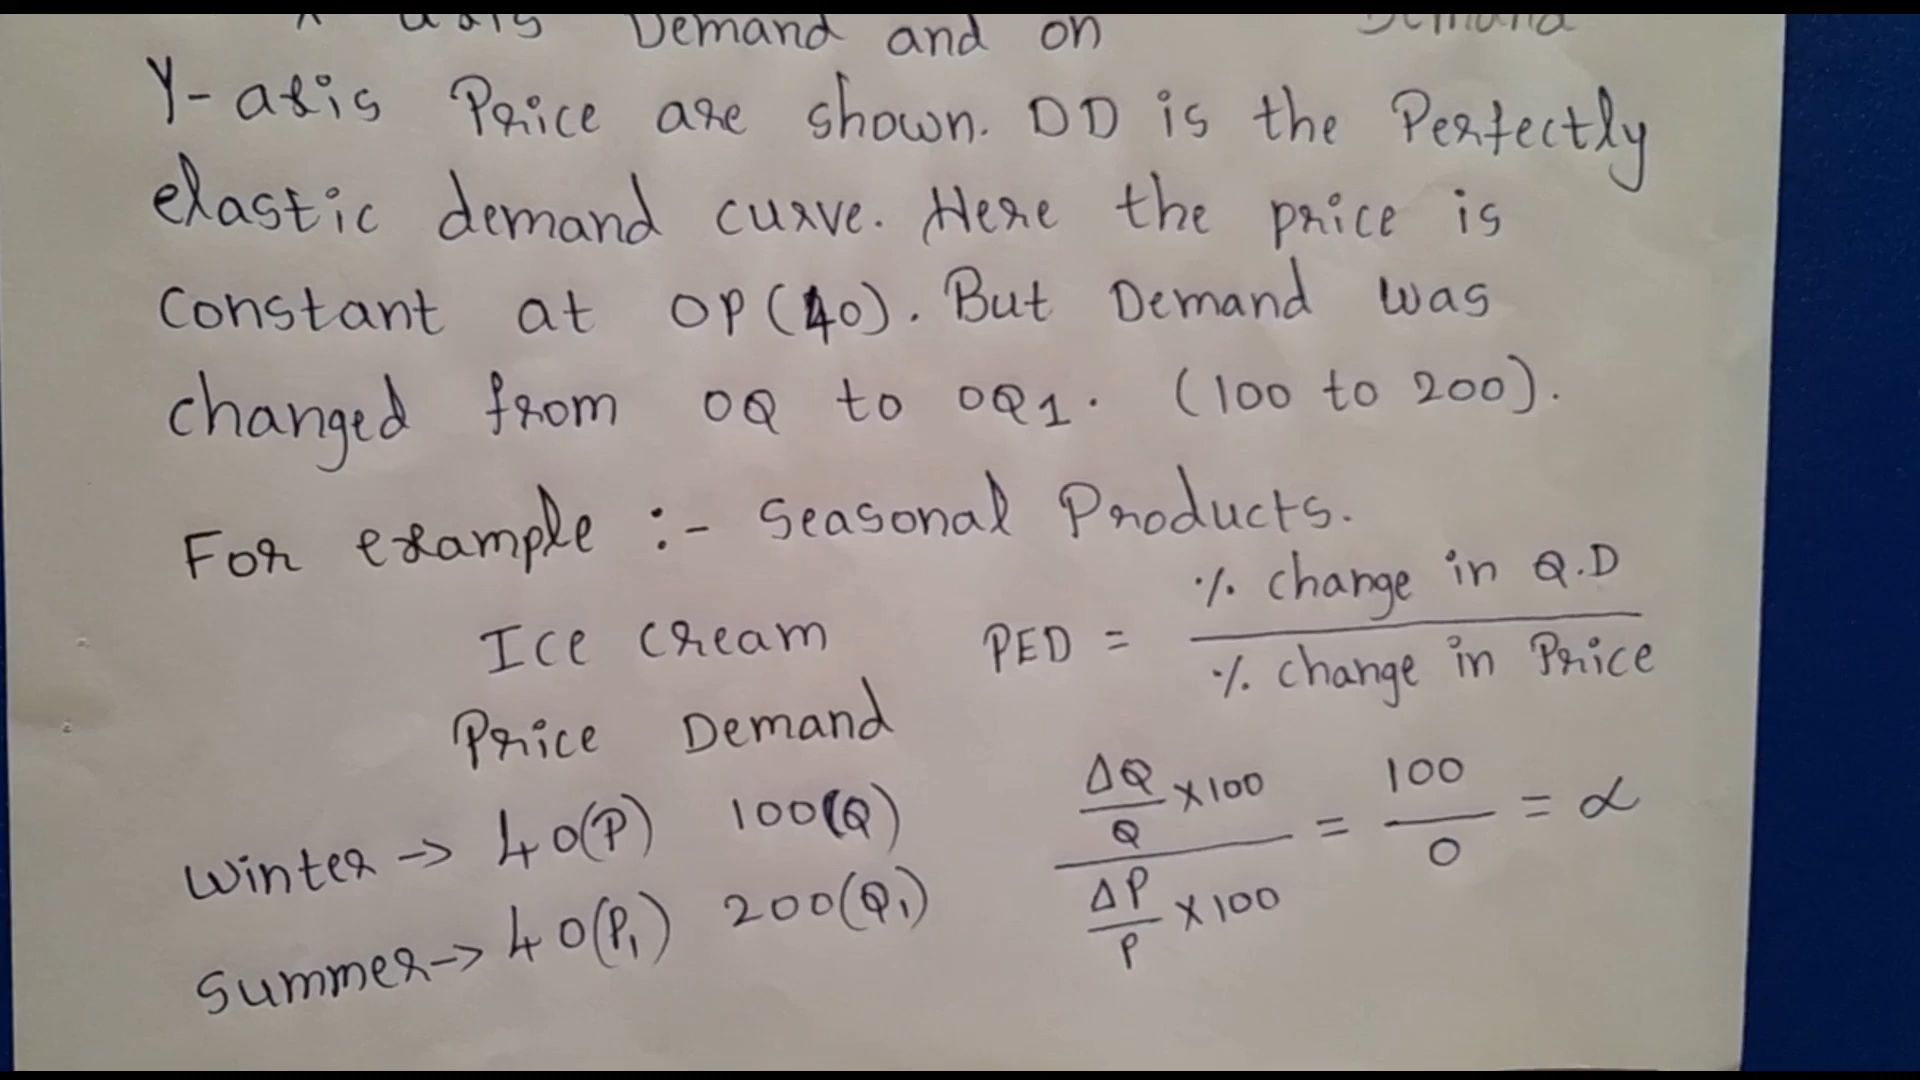 Demand and on
Demand
Y-axis Price are shown. DD is the Perfectly
elastic demand curve. Here the price is
constant at OP(40). But Demand was
changed from OQ to OQ1. (100 to 200).
For example :- Seasonal Products.
Ice cream
Price Demand
Winter -> 40(P) 100(Q)
Summer-> 40(P1) 200(Q1)
PED = % change in Q.D
% change in Price
ΔQ/Q ×100 = 100/0 = α
ΔP/P ×100